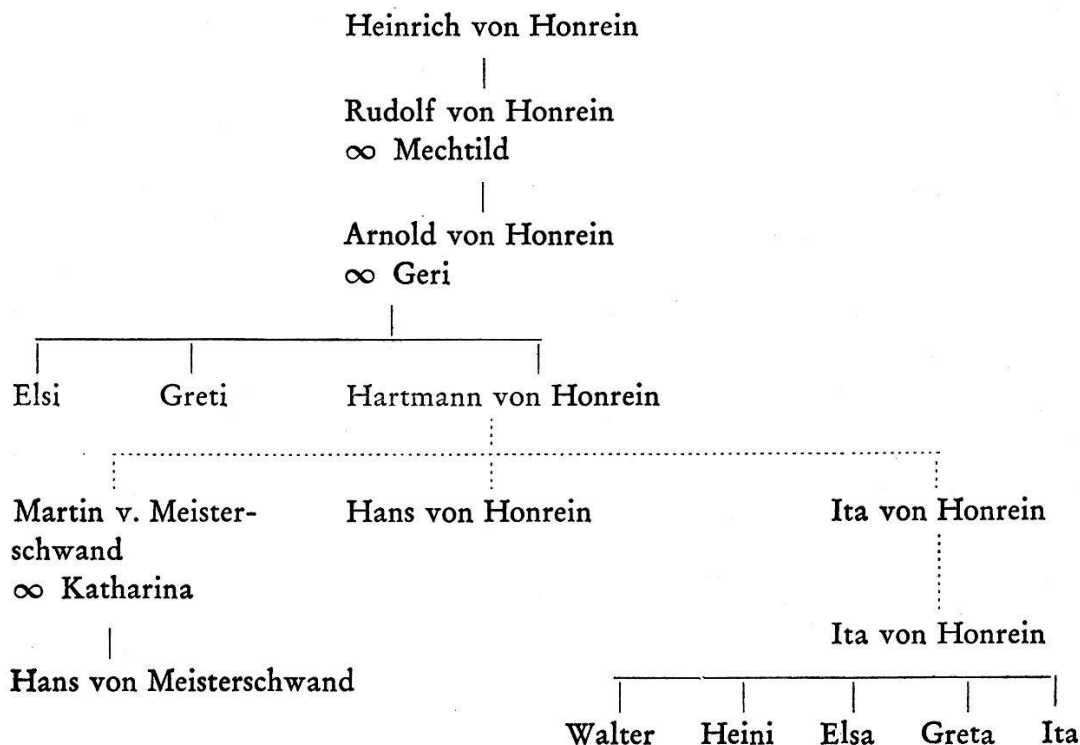 Heinrich von Honrein
Rudolf von Honrein
∞ Mechtild
Arnold von Honrein
∞ Geri
Elsi Greti Hartmann von Honrein
Martin v. Meister- Hans von Honrein Ita von Honrein
schwand
∞ Katharina
Ita von Honrein
Hans von Meisterschwand
Walter Heini Elsa Greta Ita